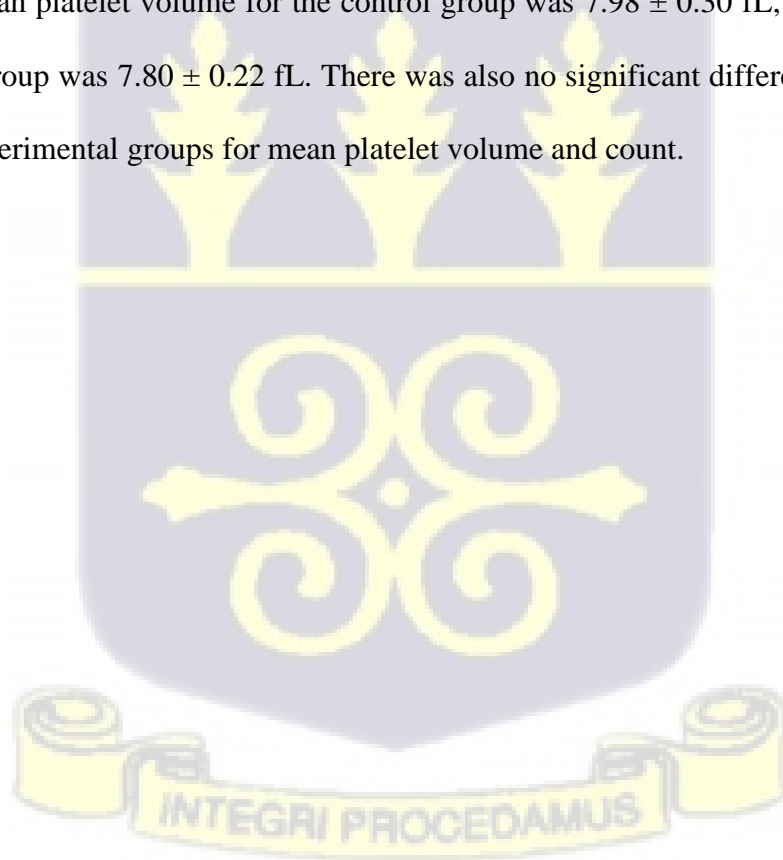 an platelet volume for the control group was 7.98 ± 0.30 fL,
roup was 7.80 ± 0.22 fL. There was also no significant differe
erimental groups for mean platelet volume and count.
INTEGRI PROCEDAMUS